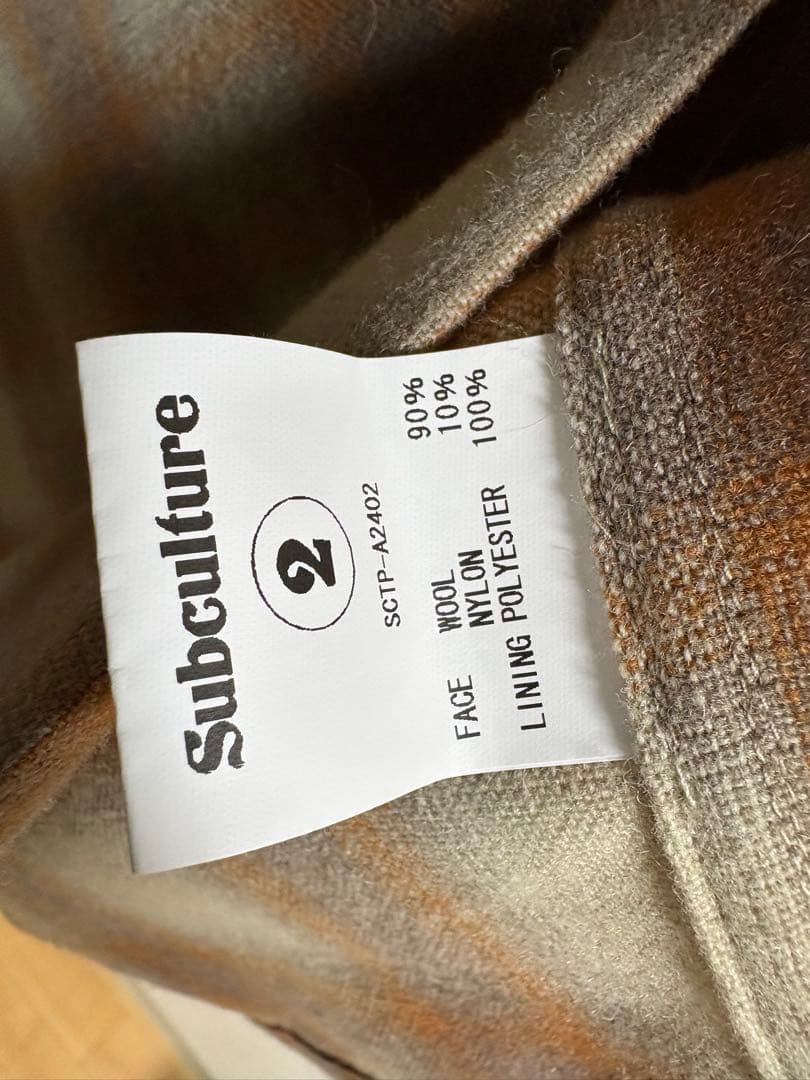 Subculture
2
SCTP-A2402
FACE WOOL 90%
NYLON 10%
LINING POLYESTER 100%